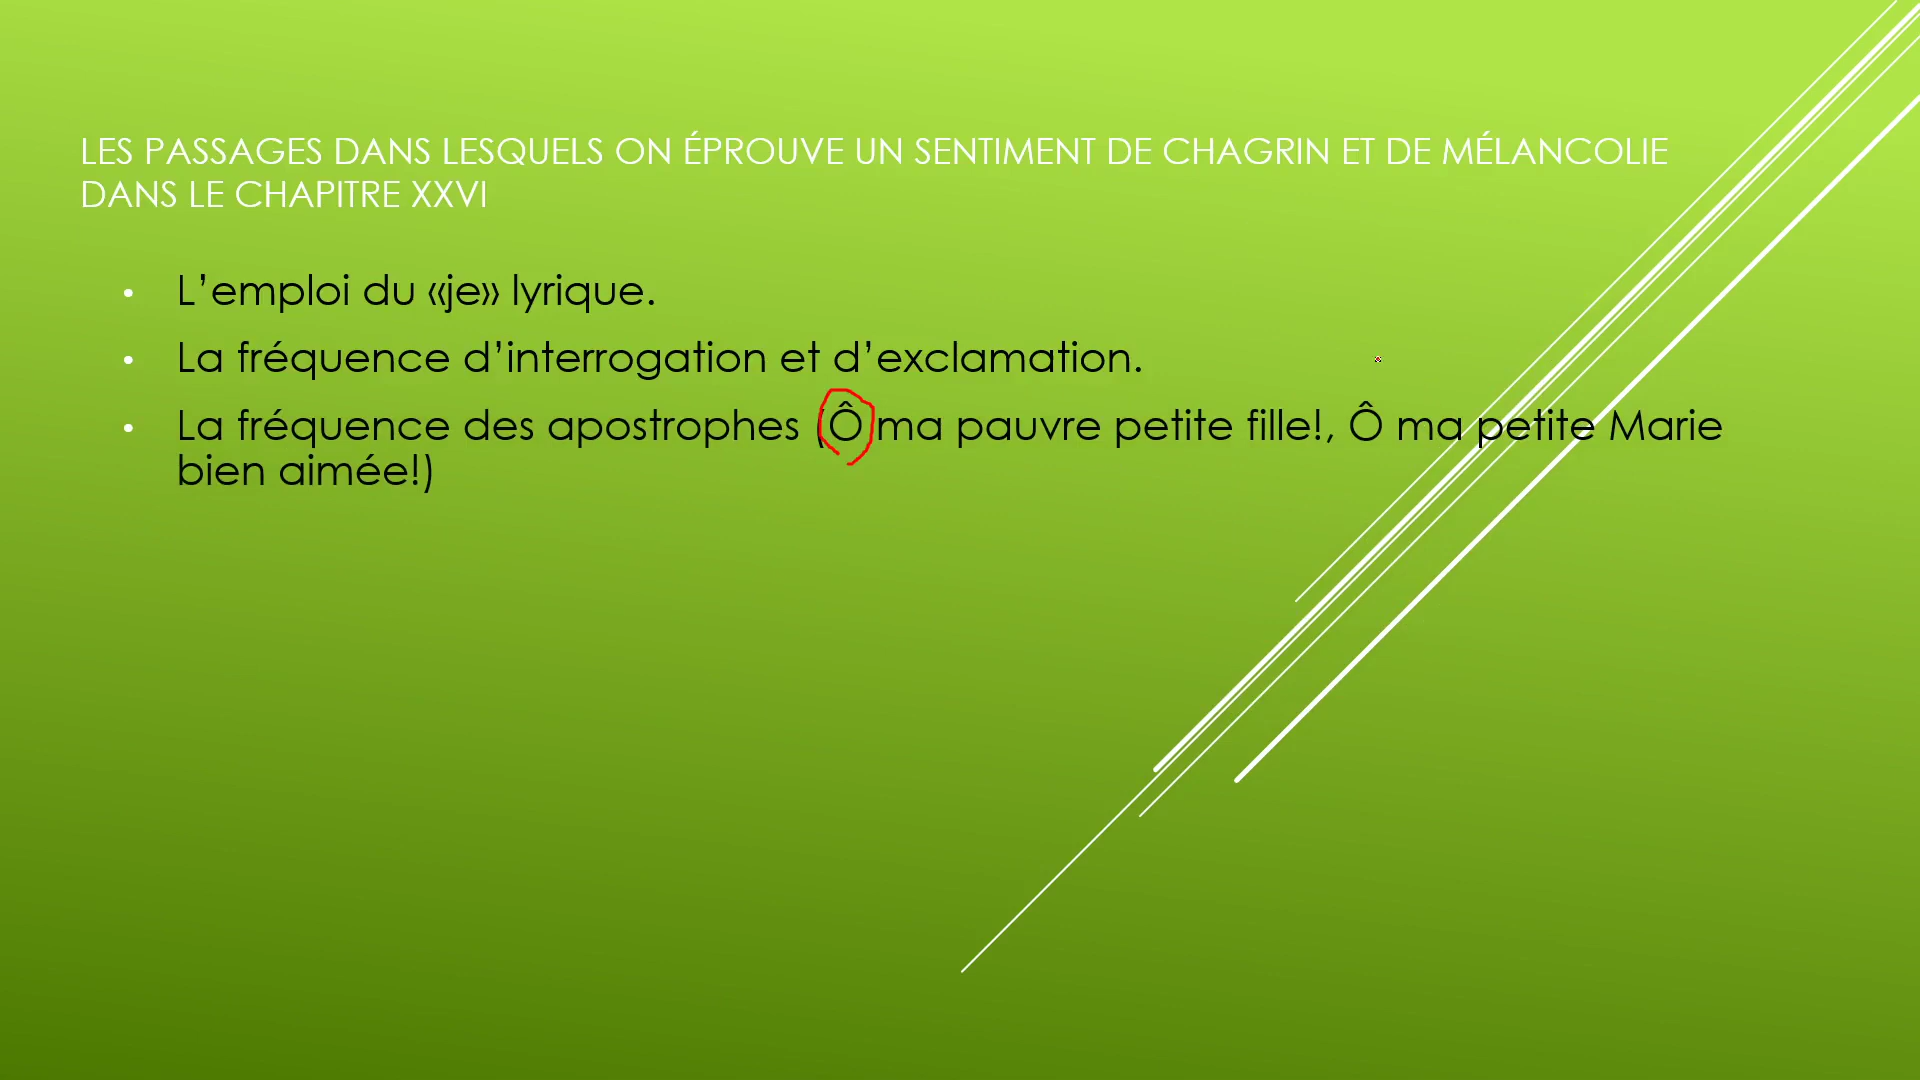 LES PASSAGES DANS LESQUELS ON ÉPROUVE UN SENTIMENT DE CHAGRIN ET DE MÉLANCOLIE
DANS LE CHAPITRE XXVI
• L’emploi du «je» lyrique.
• La fréquence d’interrogation et d’exclamation.
• La fréquence des apostrophes (Ô ma pauvre petite fille!, Ô ma petite Marie
bien aimée!)